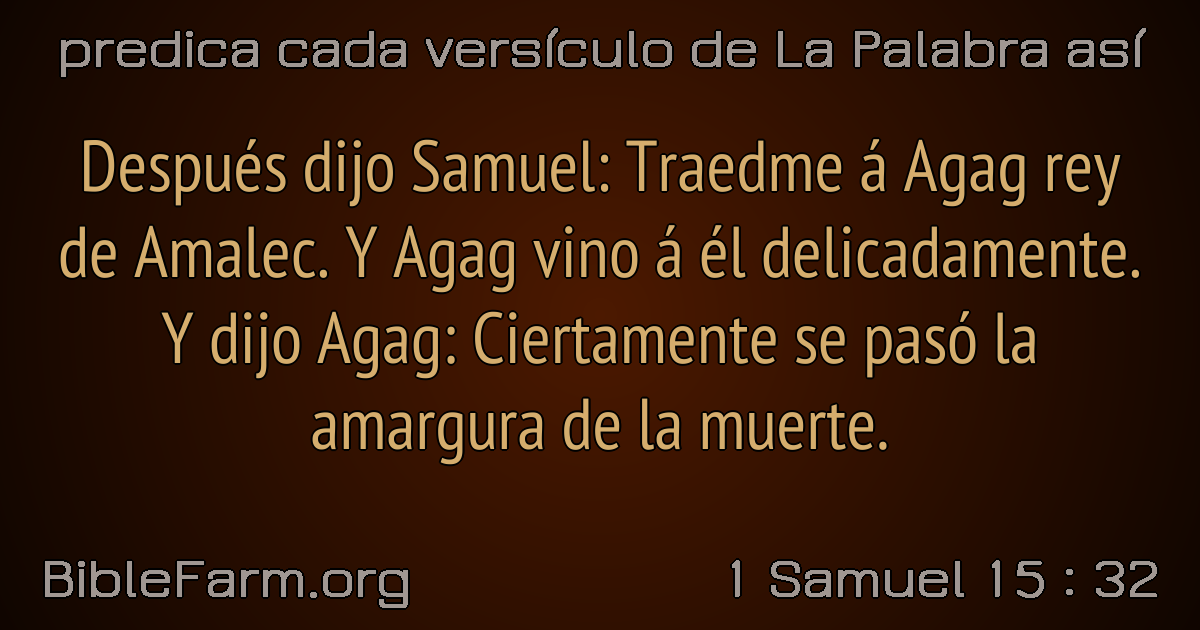 predica cada versículo de La Palabra así
Después dijo Samuel: Traedme á Agag rey
de Amalec. Y Agag vino á él delicadamente.
Y dijo Agag: Ciertamente se pasó la
amargura de la muerte.
BibleFarm.org
1 Samuel 15 : 32